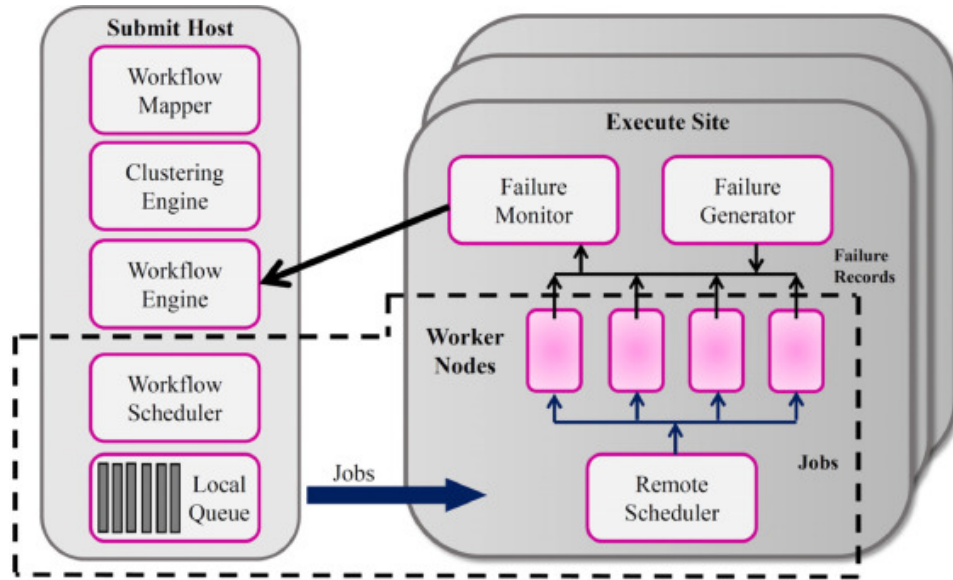 Submit Host
Workflow
Mapper
Clustering
Engine
Workflow
Engine
Workflow
Scheduler
Local
Queue
Jobs
Execute Site
Failure
Monitor
Failure
Generator
Failure
Records
Worker
Nodes
Jobs
Remote
Scheduler